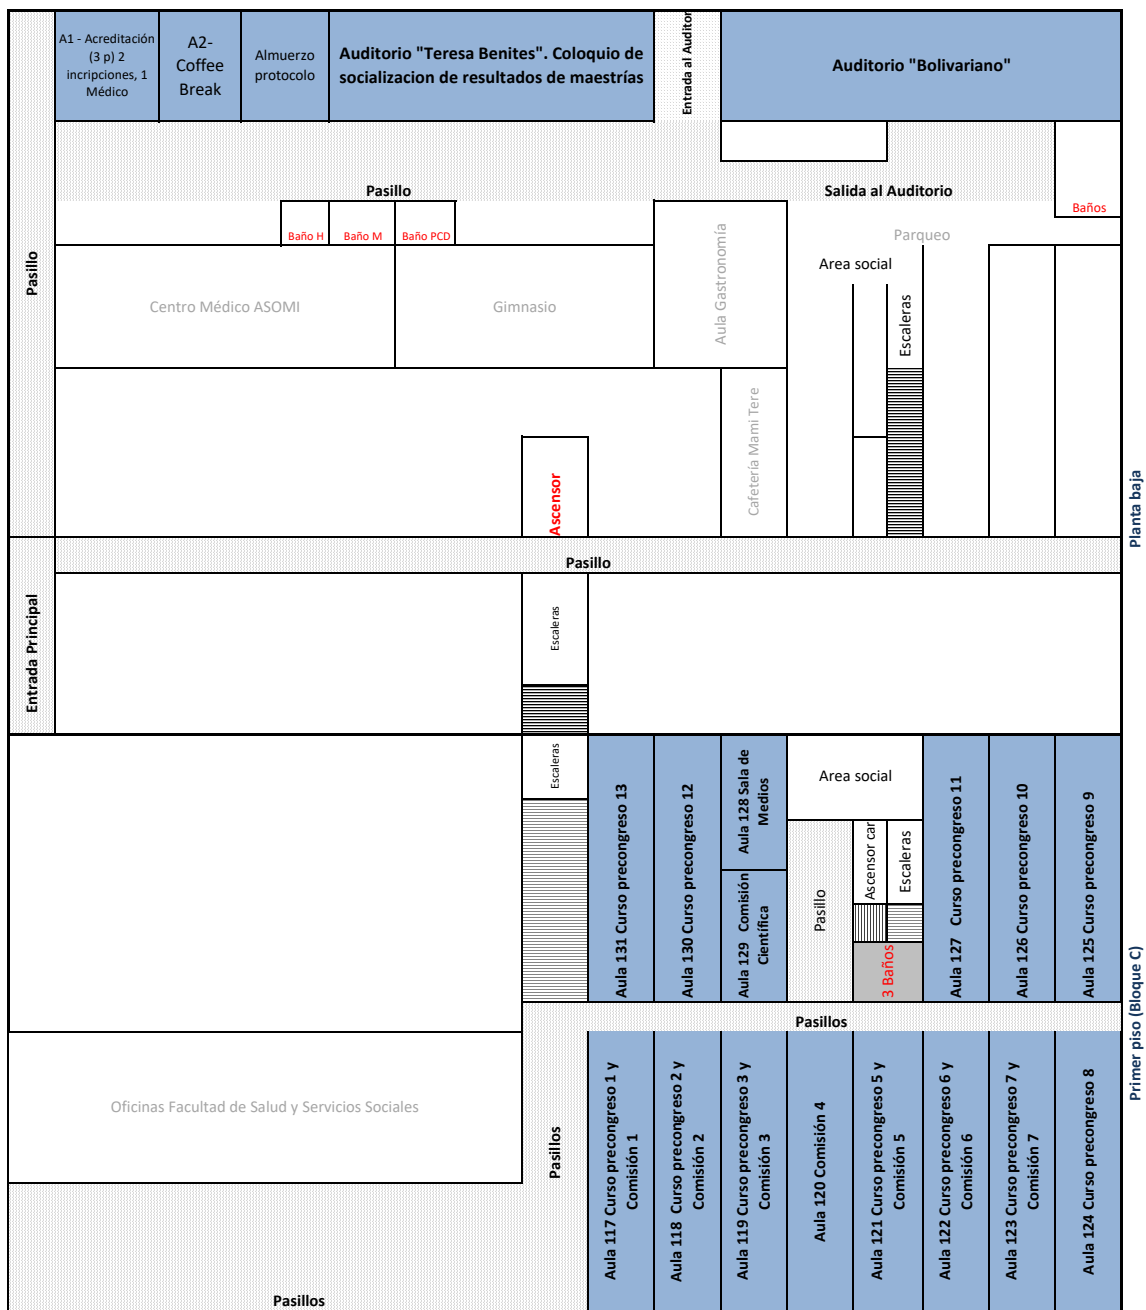 A1 - Acreditación
(3 p) 2
incripciones, 1
Médico
A2-
Coffee
Break
Almuerzo
protocolo
Auditorio "Teresa Benites". Coloquio de
socializacion de resultados de maestrías
Entrada al Auditor
Auditorio "Bolivariano"
Pasillo
Salida al Auditorio
Baños
Baño H
Baño M
Baño PCD
Parqueo
Pasillo
Centro Médico ASOMI
Gimnasio
Aula Gastronomía
Area social
Escaleras
Cafetería Mami Tere
Ascensor
Planta baja
Pasillo
Entrada Principal
Escaleras
Escaleras
Aula 131 Curso precongreso 13
Aula 130 Curso precongreso 12
Aula 128 Sala de
Medios
Area social
Aula 127 Curso precongreso 11
Aula 126 Curso precongreso 10
Aula 125 Curso precongreso 9
Aula 129 Comisión
Científica
Pasillo
Ascensor car
Escaleras
3 Baños
Pasillos
Primer piso (Bloque C)
Oficinas Facultad de Salud y Servicios Sociales
Pasillos
Aula 117 Curso precongreso 1 y
Comisión 1
Aula 118 Curso precongreso 2 y
Comisión 2
Aula 119 Curso precongreso 3 y
Comisión 3
Aula 120 Comisión 4
Aula 121 Curso precongreso 5 y
Comisión 5
Aula 122 Curso precongreso 6 y
Comisión 6
Aula 123 Curso precongreso 7 y
Comisión 7
Aula 124 Curso precongreso 8
Pasillos